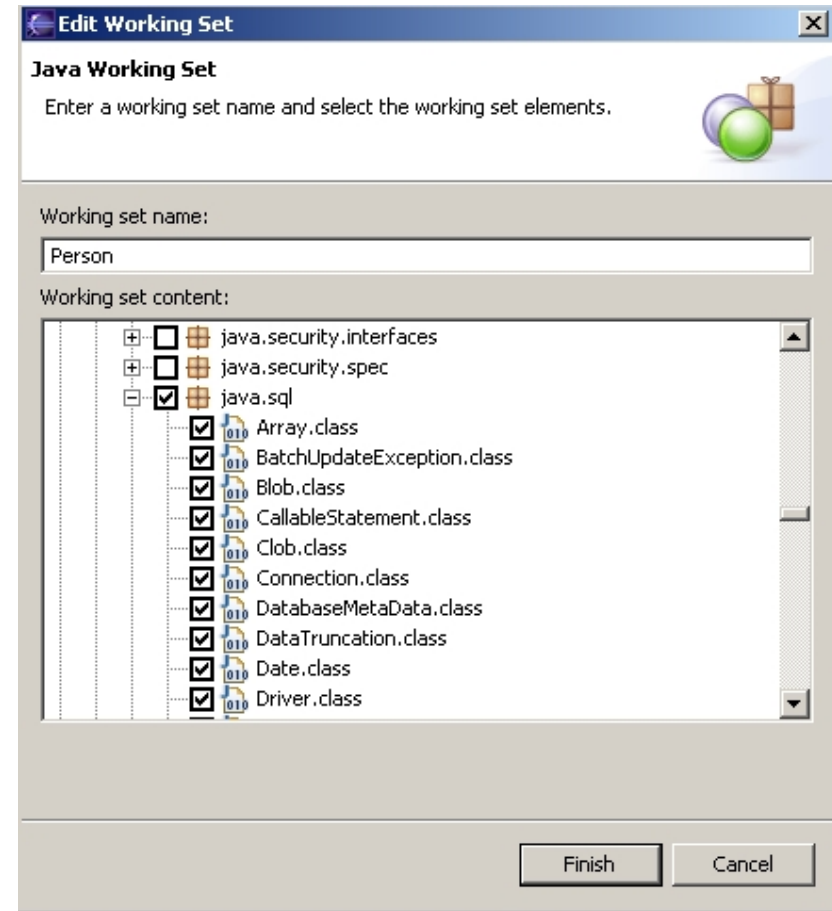 Edit Working Set
Java Working Set
Enter a working set name and select the working set elements.
Working set name:
Person
Working set content:
java.security.interfaces
java.security.spec
java.sql
Array.class
BatchUpdateException.class
Blob.class
CallableStatement.class
Clob.class
Connection.class
DatabaseMetaData.class
DataTruncation.class
Date.class
Driver.class
Finish
Cancel